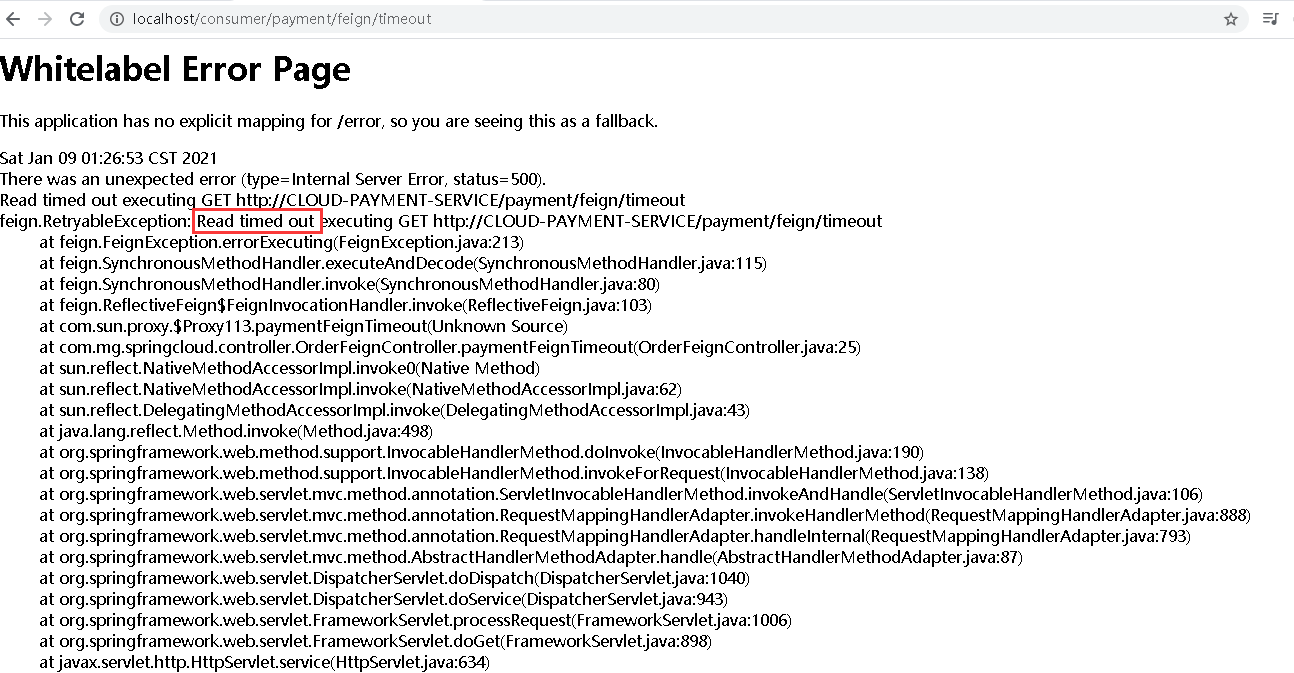 localhost/consumer/payment/feign/timeout
Whitelabel Error Page
This application has no explicit mapping for /error, so you are seeing this as a fallback.
Sat Jan 09 01:26:53 CST 2021
There was an unexpected error (type=Internal Server Error, status=500).
Read timed out executing GET http://CLOUD-PAYMENT-SERVICE/payment/feign/timeout
feign.RetryableException: Read timed out executing GET http://CLOUD-PAYMENT-SERVICE/payment/feign/timeout
at feign.FeignException.errorExecuting(FeignException.java:213)
at feign.SynchronousMethodHandler.executeAndDecode(SynchronousMethodHandler.java:115)
at feign.SynchronousMethodHandler.invoke(SynchronousMethodHandler.java:80)
at feign.ReflectiveFeign$FeignInvocationHandler.invoke(ReflectiveFeign.java:103)
at com.sun.proxy.$Proxy113.paymentFeignTimeout(Unknown Source)
at com.mg.springcloud.controller.OrderFeignController.paymentFeignTimeout(OrderFeignController.java:25)
at sun.reflect.NativeMethodAccessorImpl.invoke0(Native Method)
at sun.reflect.NativeMethodAccessorImpl.invoke(NativeMethodAccessorImpl.java:62)
at sun.reflect.DelegatingMethodAccessorImpl.invoke(DelegatingMethodAccessorImpl.java:43)
at java.lang.reflect.Method.invoke(Method.java:498)
at org.springframework.web.method.support.InvocableHandlerMethod.doInvoke(InvocableHandlerMethod.java:190)
at org.springframework.web.method.support.InvocableHandlerMethod.invokeForRequest(InvocableHandlerMethod.java:138)
at org.springframework.web.servlet.mvc.method.annotation.ServletInvocableHandlerMethod.invokeAndHandle(ServletInvocableHandlerMethod.java:106)
at org.springframework.web.servlet.mvc.method.annotation.RequestMappingHandlerAdapter.invokeHandlerMethod(RequestMappingHandlerAdapter.java:888)
at org.springframework.web.servlet.mvc.method.annotation.RequestMappingHandlerAdapter.handleInternal(RequestMappingHandlerAdapter.java:793)
at org.springframework.web.servlet.mvc.method.AbstractHandlerMethodAdapter.handle(AbstractHandlerMethodAdapter.java:87)
at org.springframework.web.servlet.DispatcherServlet.doDispatch(DispatcherServlet.java:1040)
at org.springframework.web.servlet.DispatcherServlet.doService(DispatcherServlet.java:943)
at org.springframework.web.servlet.FrameworkServlet.processRequest(FrameworkServlet.java:1006)
at org.springframework.web.servlet.FrameworkServlet.doGet(FrameworkServlet.java:898)
at javax.servlet.http.HttpServlet.service(HttpServlet.java:634)